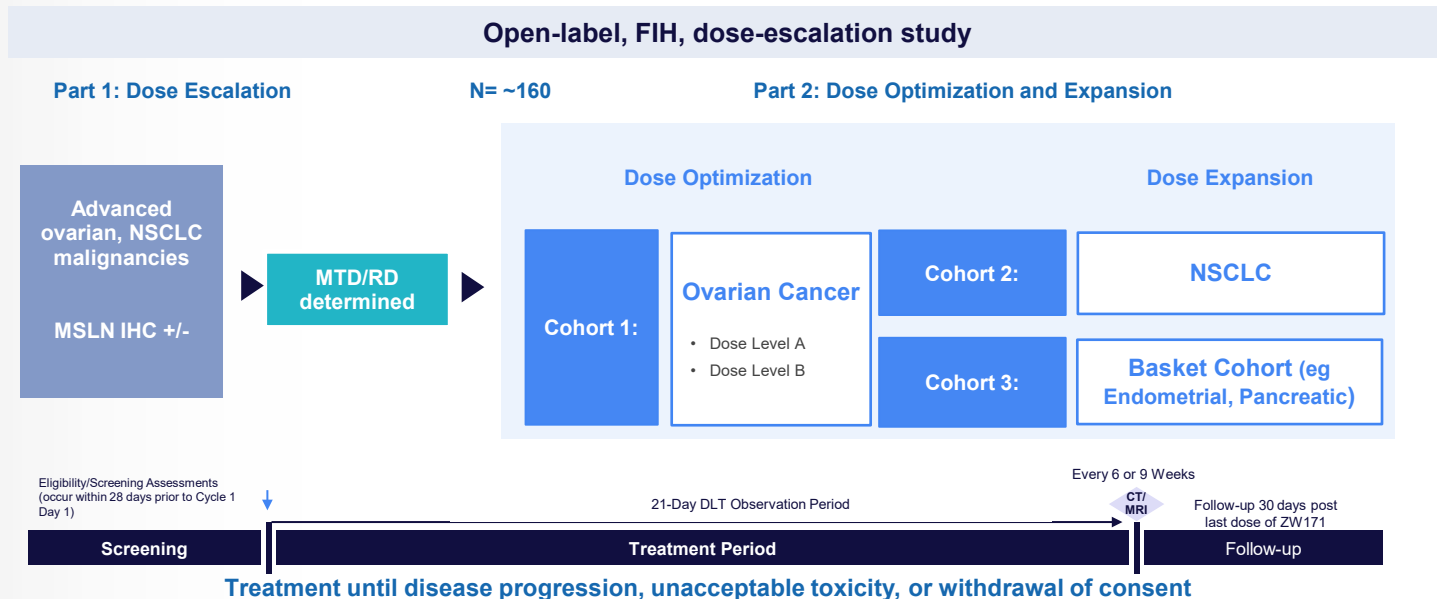 Open-label, FIH, dose-escalation study
Part 1: Dose Escalation
N= ~160
Part 2: Dose Optimization and Expansion
Advanced
ovarian, NSCLC
malignancies
MSLN IHC +/-
MTD/RD
determined
Dose Optimization
Dose Expansion
Cohort 1:
Ovarian Cancer
• Dose Level A
• Dose Level B
Cohort 2:
NSCLC
Cohort 3:
Basket Cohort (eg
Endometrial, Pancreatic)
Eligibility/Screening Assessments
(occur within 28 days prior to Cycle 1
Day 1)
21-Day DLT Observation Period
Every 6 or 9 Weeks
CT/
MRI
Follow-up 30 days post
last dose of ZW171
Screening
Treatment Period
Follow-up
Treatment until disease progression, unacceptable toxicity, or withdrawal of consent